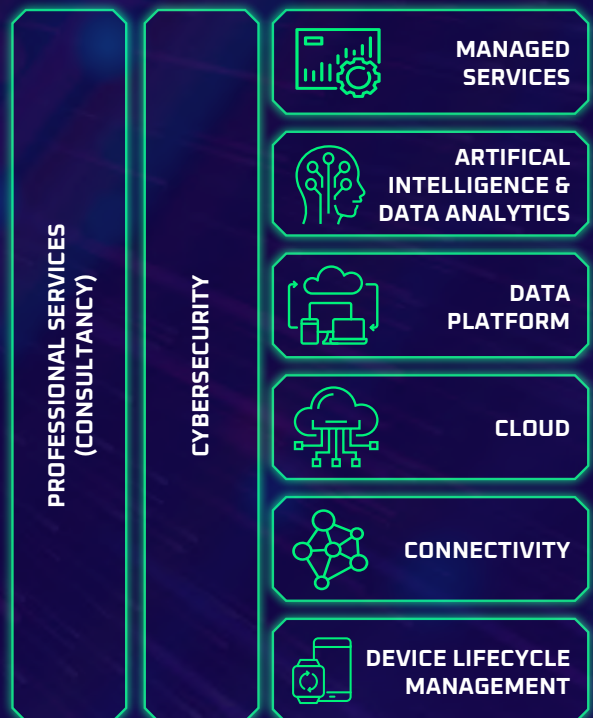 PROFESSIONAL SERVICES
(CONSULTANCY)
CYBERSECURITY
MANAGED
SERVICES
ARTIFICAL
INTELLIGENCE &
DATA ANALYTICS
DATA
PLATFORM
CLOUD
CONNECTIVITY
DEVICE LIFECYCLE
MANAGEMENT